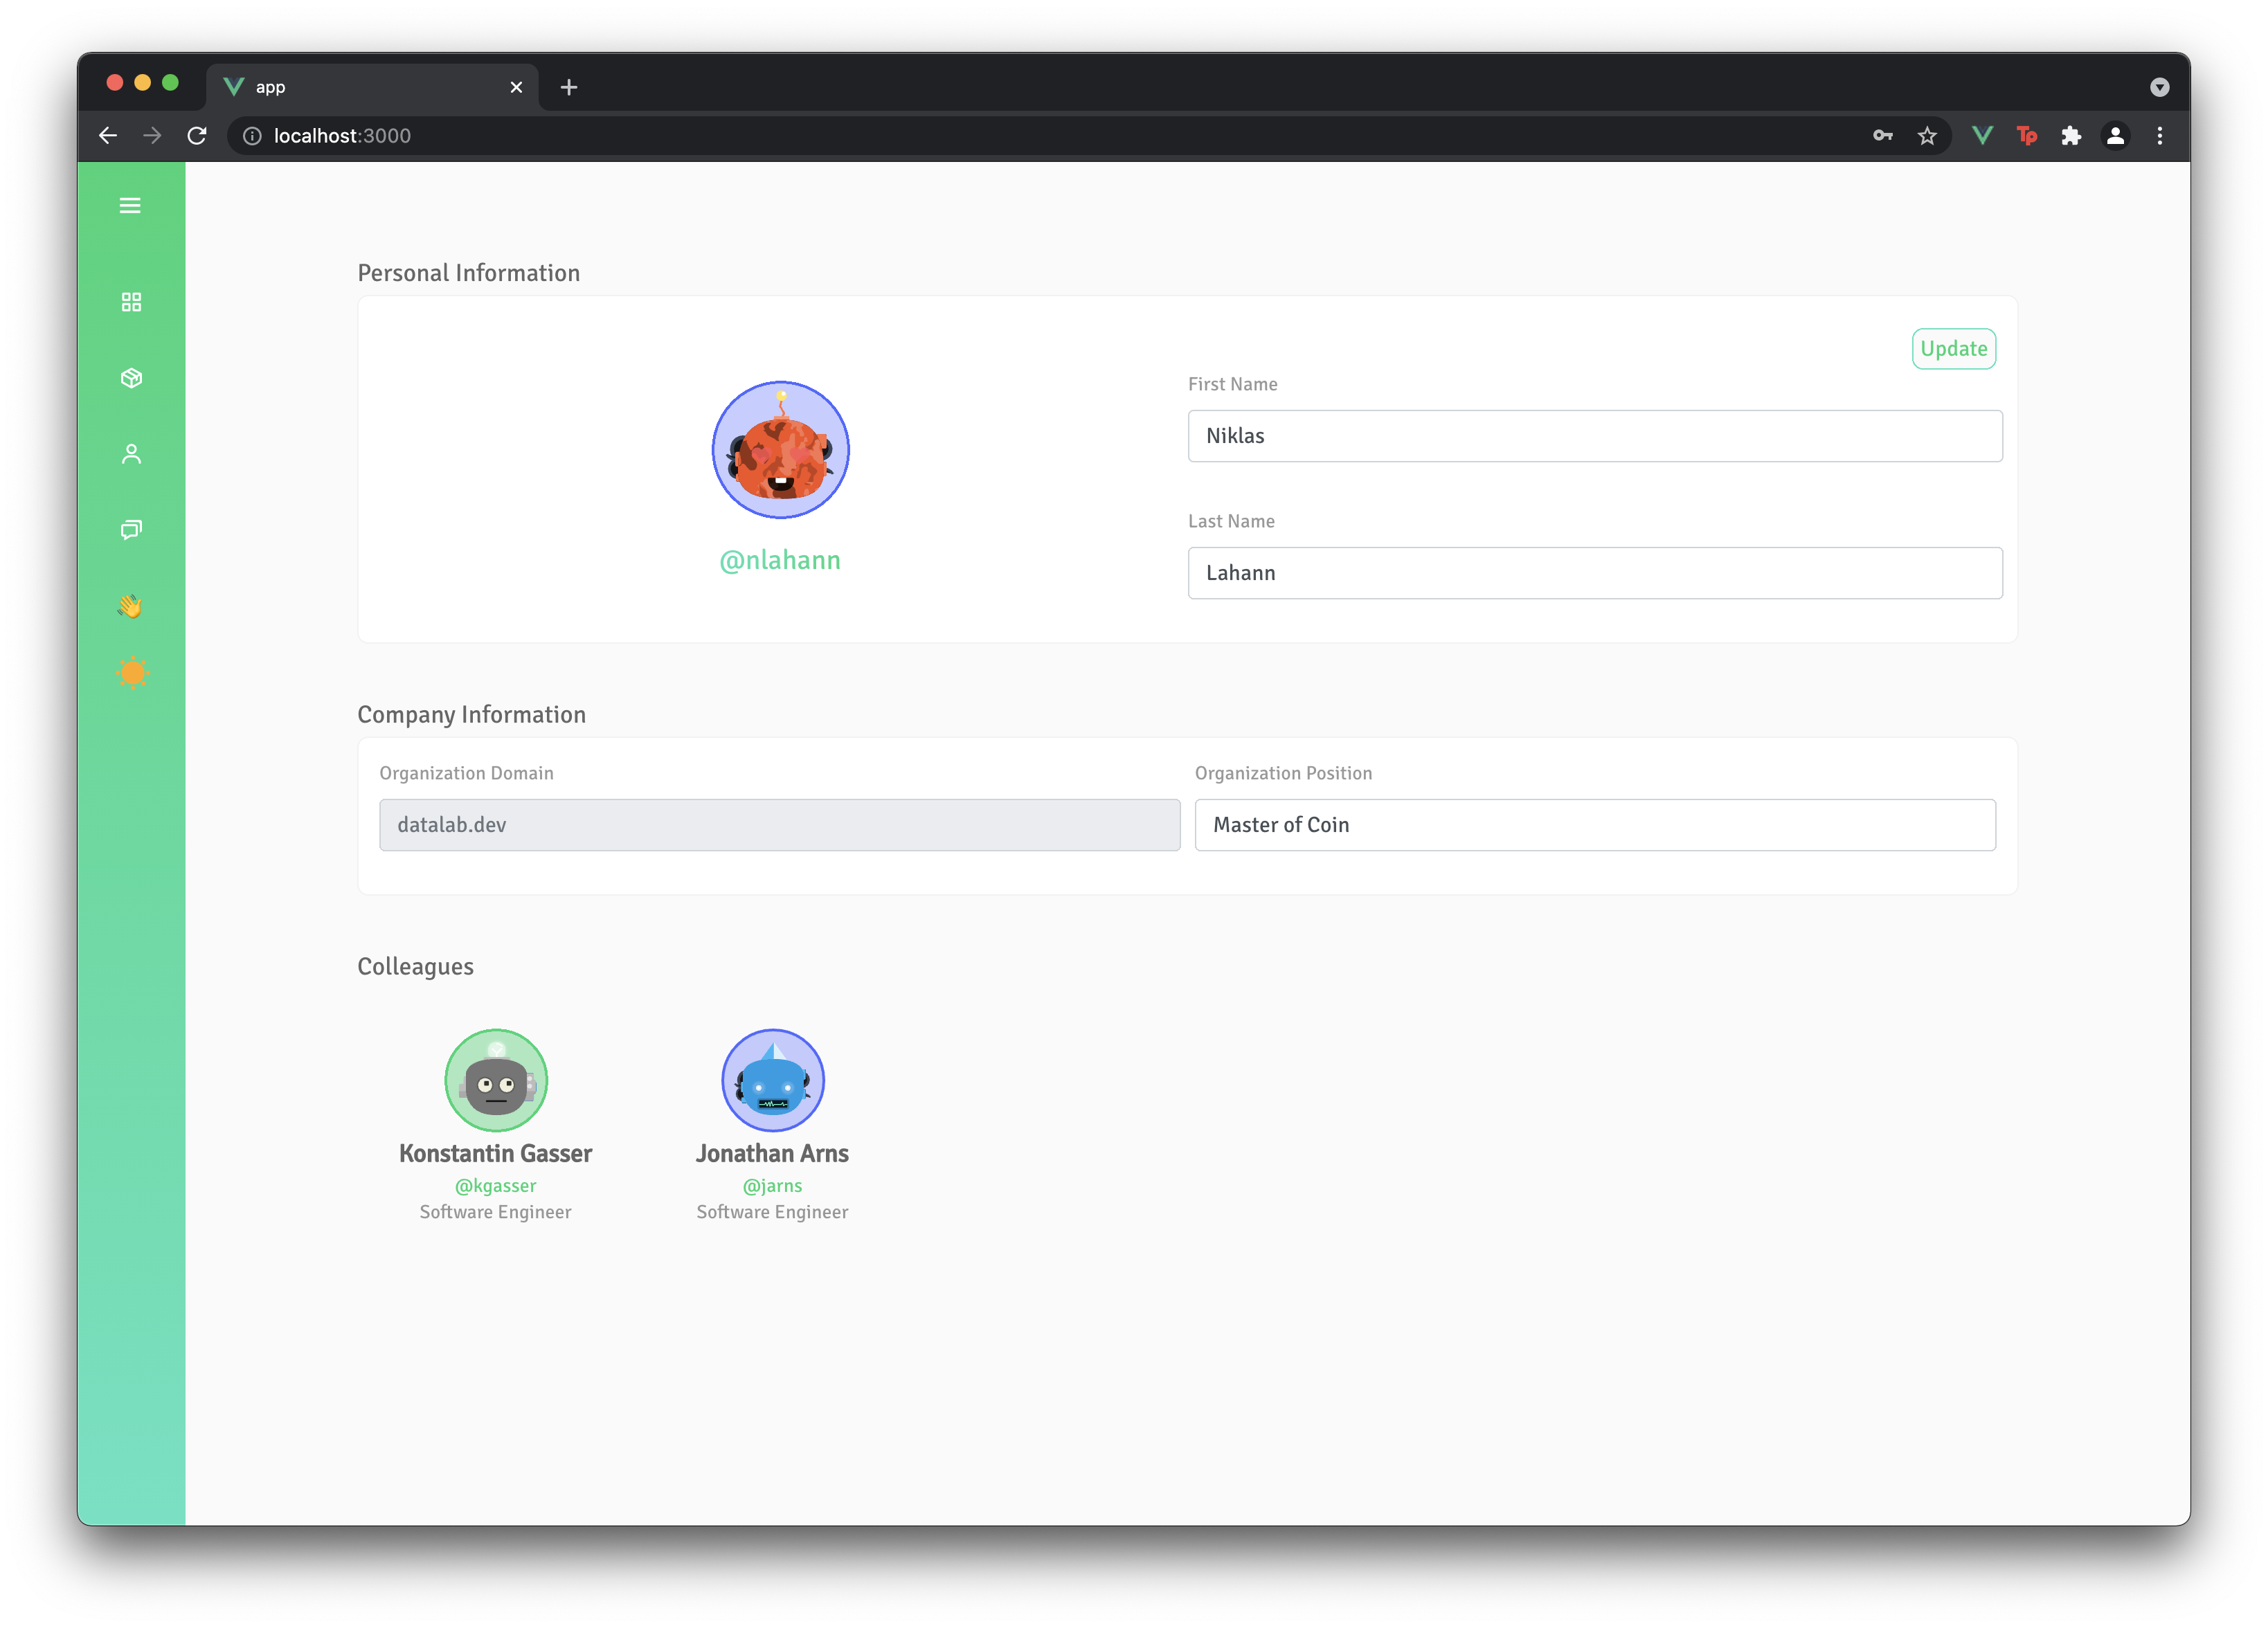 app
localhost:3000
Tp
Personal Information
Update
First Name
Niklas
Last Name
Lahann
@nlahann
Company Information
Organization Domain
Organization Position
datalab.dev
Master of Coin
Colleagues
Konstantin Gasser
Jonathan Arns
@kgasser
@jarns
Software Engineer
Software Engineer